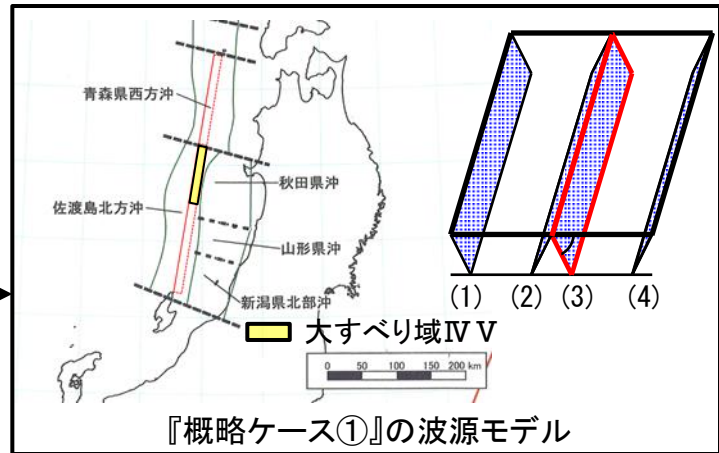 青森県西方沖
秋田県沖
佐渡島北方沖
山形県沖
新潟県北部沖
大すべり域ⅣⅤ
0 50 100 150 200 km
(1) (2) (3) (4)
『概略ケース①』の波源モデル